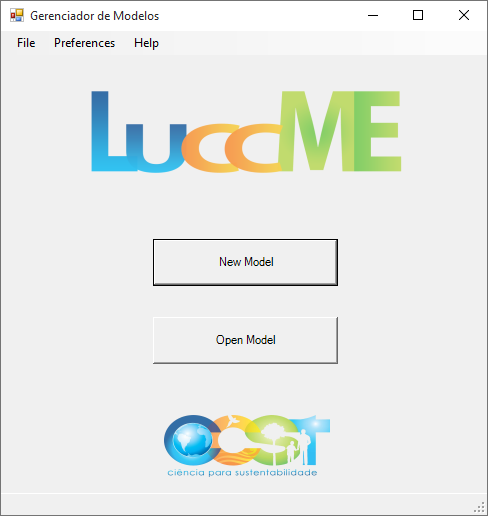 Gerenciador de Modelos
File Preferences Help
LuccME
New Model
Open Model
CCST
ciência para sustentabilidade